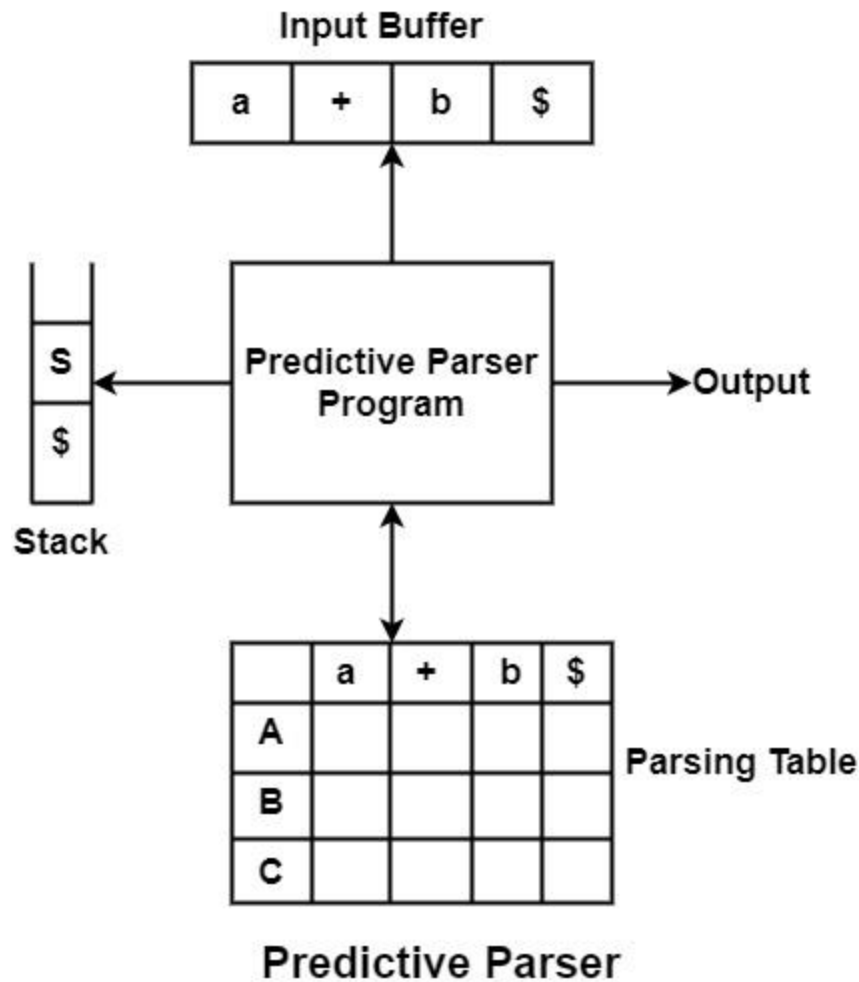 Input Buffer
a + b $
S
$
Stack
Predictive Parser
Program
Output
a + b $
A
B
C
Parsing Table
Predictive Parser